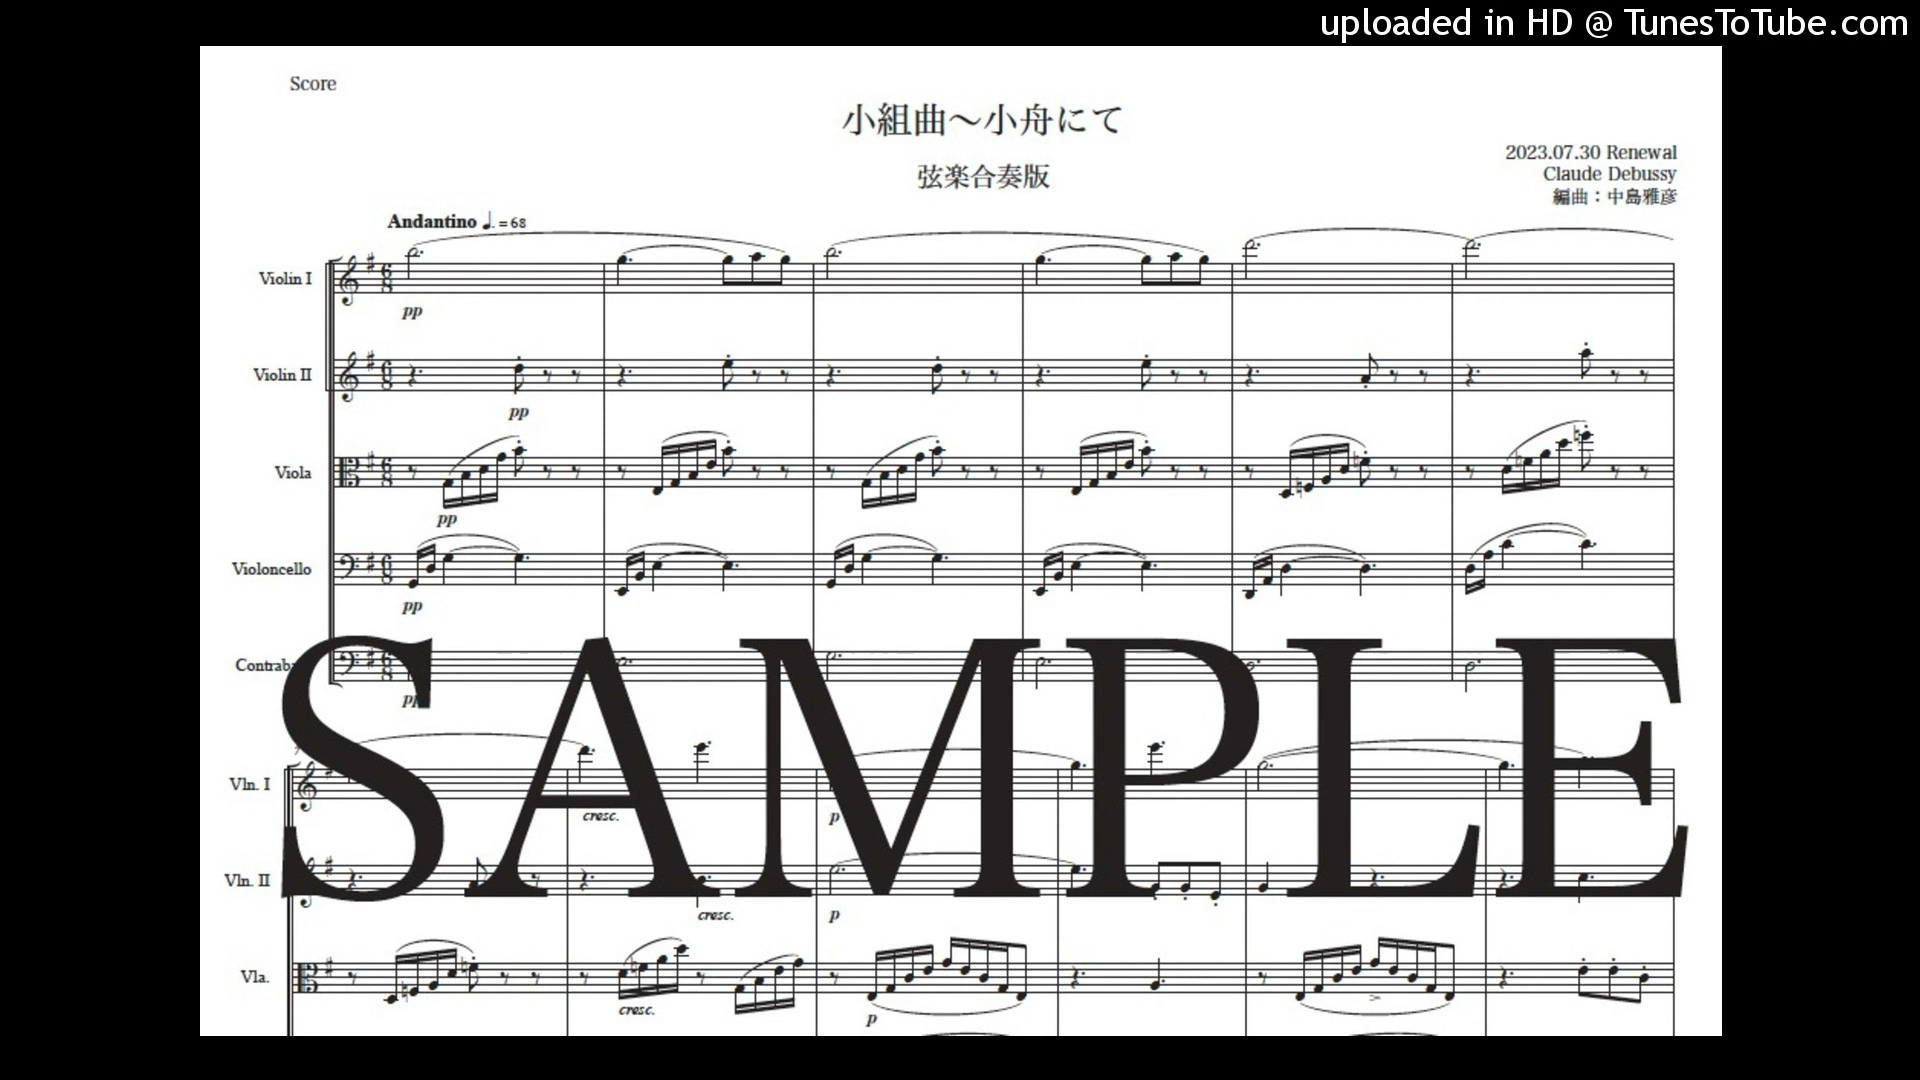 uploaded in HD @ TunesToTube.com
Score
小組曲～小舟にて
弦楽合奏版
2023.07.30 Renewal
Claude Debussy
編曲：中島雅彦
Andantino ♩. = 68
Violin I
pp
Violin II
pp
Viola
pp
Violoncello
pp
Contraba
pp
SAMPLE
Vln. I
cresc.
p
Vln. II
cresc.
p
Vla.
cresc.
p